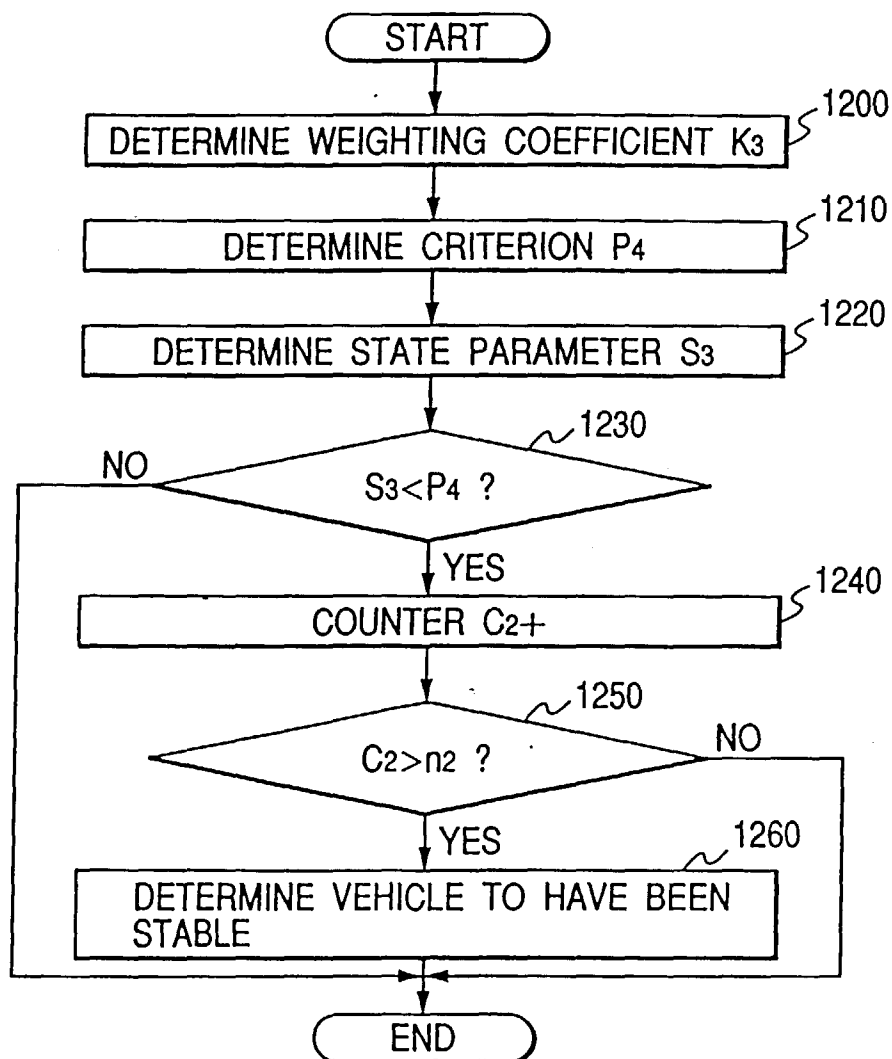 START
1200
DETERMINE WEIGHTING COEFFICIENT K3
1210
DETERMINE CRITERION P4
1220
DETERMINE STATE PARAMETER S3
1230
NO
S3<P4 ?
YES
1240
COUNTER C2+
1250
NO
C2>n2 ?
YES
1260
DETERMINE VEHICLE TO HAVE BEEN
STABLE
END